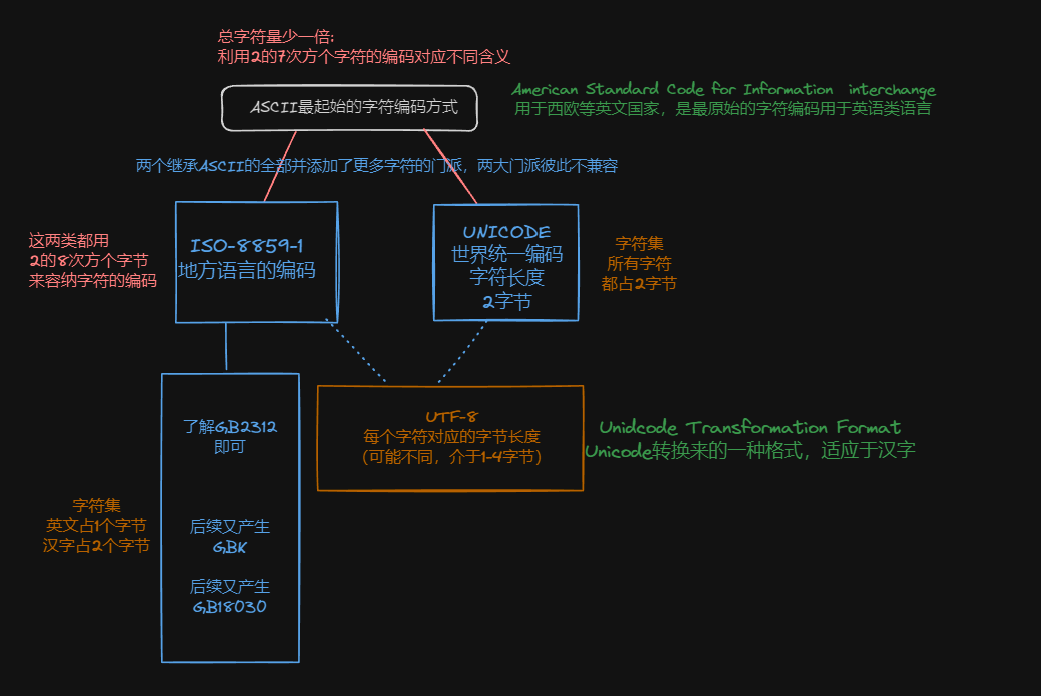 总字符量少一倍:
利用2的7次方个字符的编码对应不同含义
ASCII最起始的字符编码方式
American Standard Code for Information interchange
用于西欧等英文国家，是最原始的字符编码用于英语类语言
两个继承ASCII的全部并添加了更多字符的门派，两大门派彼此不兼容
这两类都用
2的8次方个字节
来容纳字符的编码
ISO-8859-1
地方语言的编码
UNICODE
世界统一编码
字符长度
2字节
字符集
所有字符
都占2字节
了解GB2312
即可
后续又产生
GBK
后续又产生
GB18030
字符集
英文占1个字节
汉字占2个字节
UTF-8
每个字符对应的字节长度
（可能不同，介于1-4字节）
Unidcode Transformation Format
Unicode转换来的一种格式，适应于汉字